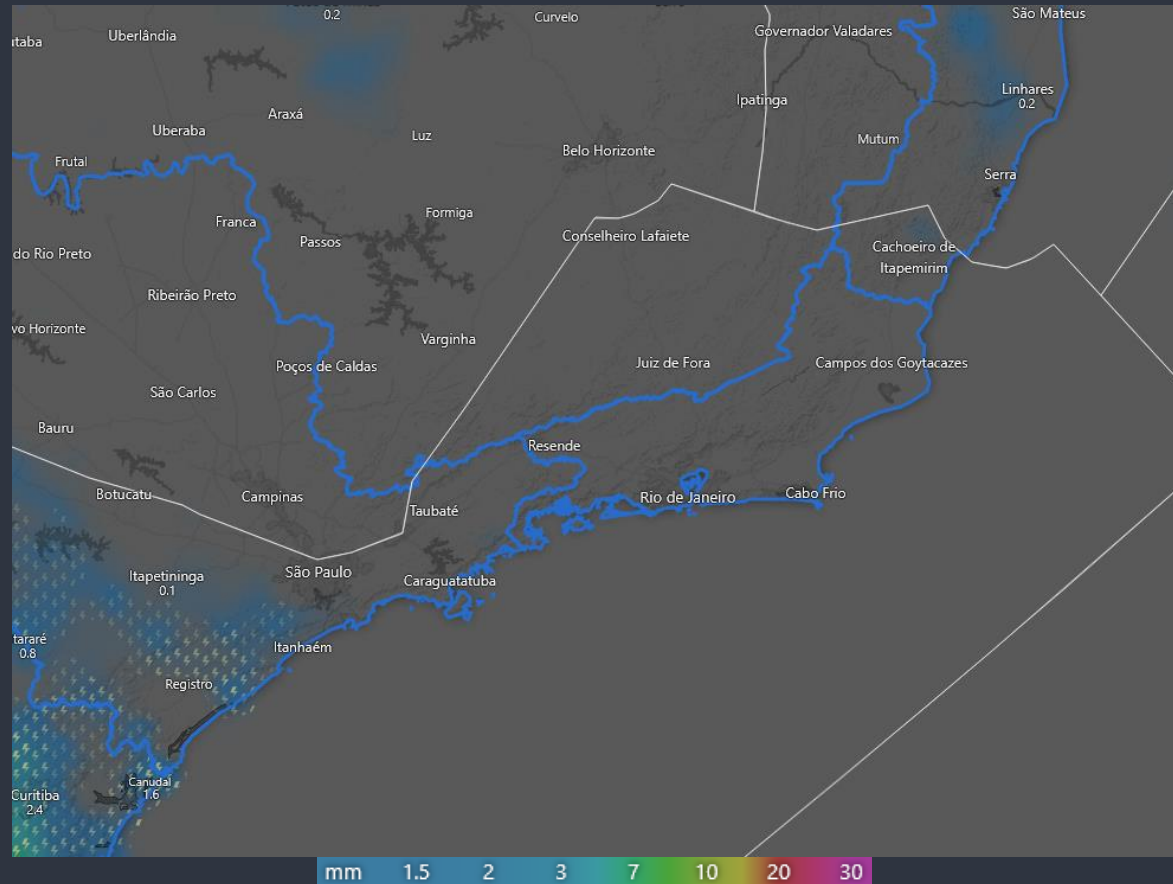 0.2
Curvelo
São Mateus
Uberlândia
Governador Valadares
utaba
Linhares
0.2
Ipatinga
Araxá
Uberaba
Luz
Mutum
Belo Horizonte
Frutal
Serra
Formiga
Franca
Passos
Conselheiro Lafaiete
Cachoeiro de
Itapemirim
do Rio Preto
Ribeirão Preto
vo Horizonte
Varginha
Poços de Caldas
Juiz de Fora
Campos dos Goytacazes
São Carlos
Bauru
Resende
Botucatu
Campinas
Rio de Janeiro
Cabo Frio
Taubaté
Itapetininga
0.1
São Paulo
Caraguatatuba
tararé
0.8
Itanhaém
Registro
Canudal
1.6
Curitiba
2.4
mm 1.5 2 3 7 10 20 30